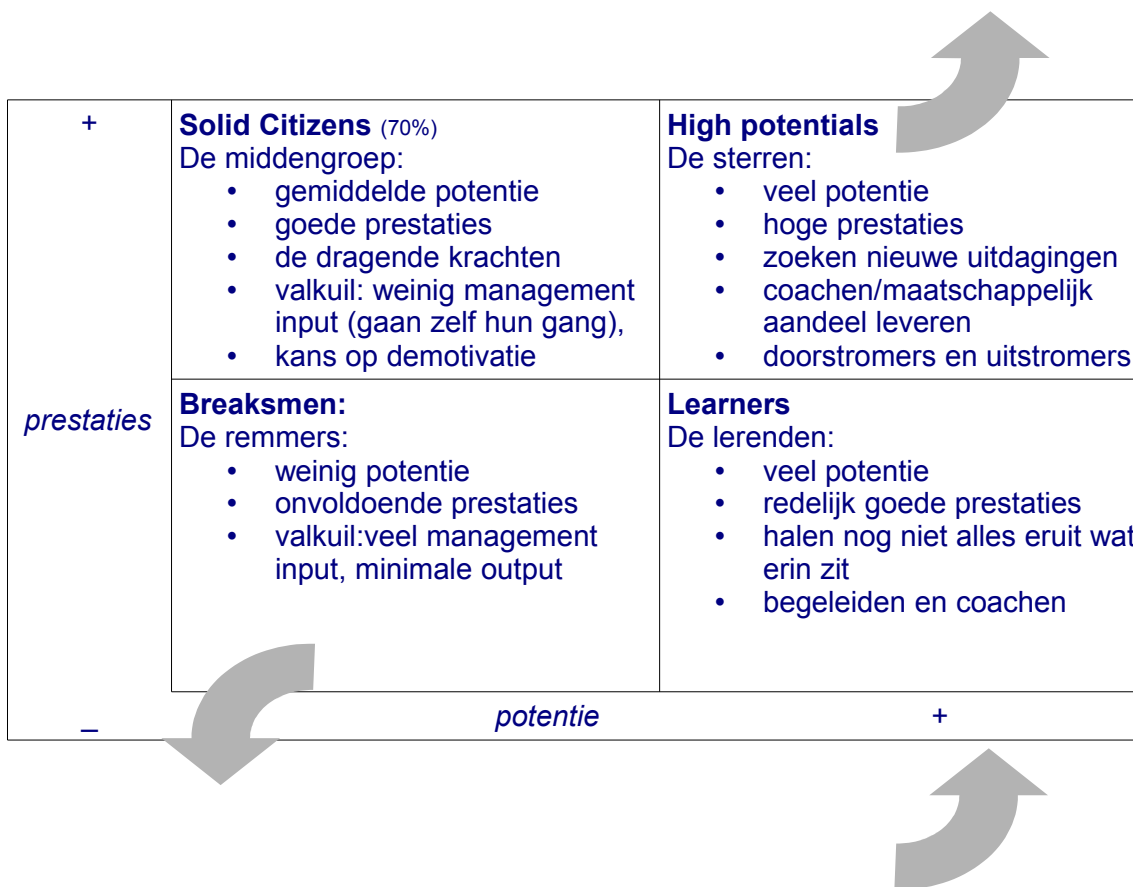 +
Solid Citizens (70%)
De middengroep:
• gemiddelde potentie
• goede prestaties
• de dragende krachten
• valkuil: weinig management
input (gaan zelf hun gang),
• kans op demotivatie
High potentials
De sterren:
• veel potentie
• hoge prestaties
• zoeken nieuwe uitdagingen
• coachen/maatschappelijk
aandeel leveren
• doorstromers en uitstromers
prestaties
Breaksmen:
De remmers:
• weinig potentie
• onvoldoende prestaties
• valkuil:veel management
input, minimale output
Learners
De lerenden:
• veel potentie
• redelijk goede prestaties
• halen nog niet alles eruit wat
erin zit
• begeleiden en coachen
_
potentie
+